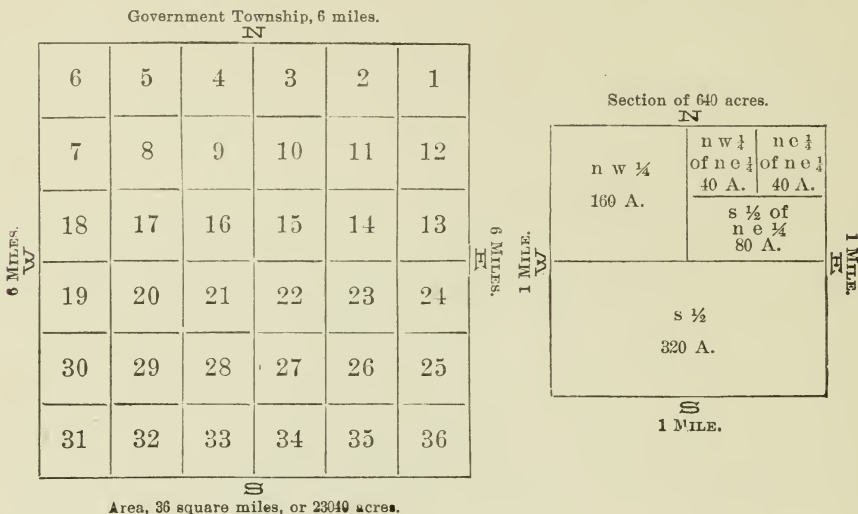 Government Township, 6 miles.
N
6 5 4 3 2 1
7 8 9 10 11 12
18 17 16 15 14 13
19 20 21 22 23 24
30 29 28 27 26 25
31 32 33 34 35 36
6 MILES.
W
E
6 MILES.
S
Area, 36 square miles, or 23040 acres.
Section of 640 acres.
N
n w ¼
160 A.
n w ¼
of n e ¼
40 A.
n e ¼
of n e ¼
40 A.
s ½ of
n e ¼
80 A.
s ½
320 A.
1 MILE.
W
E
1 MILE.
S
1 MILE.